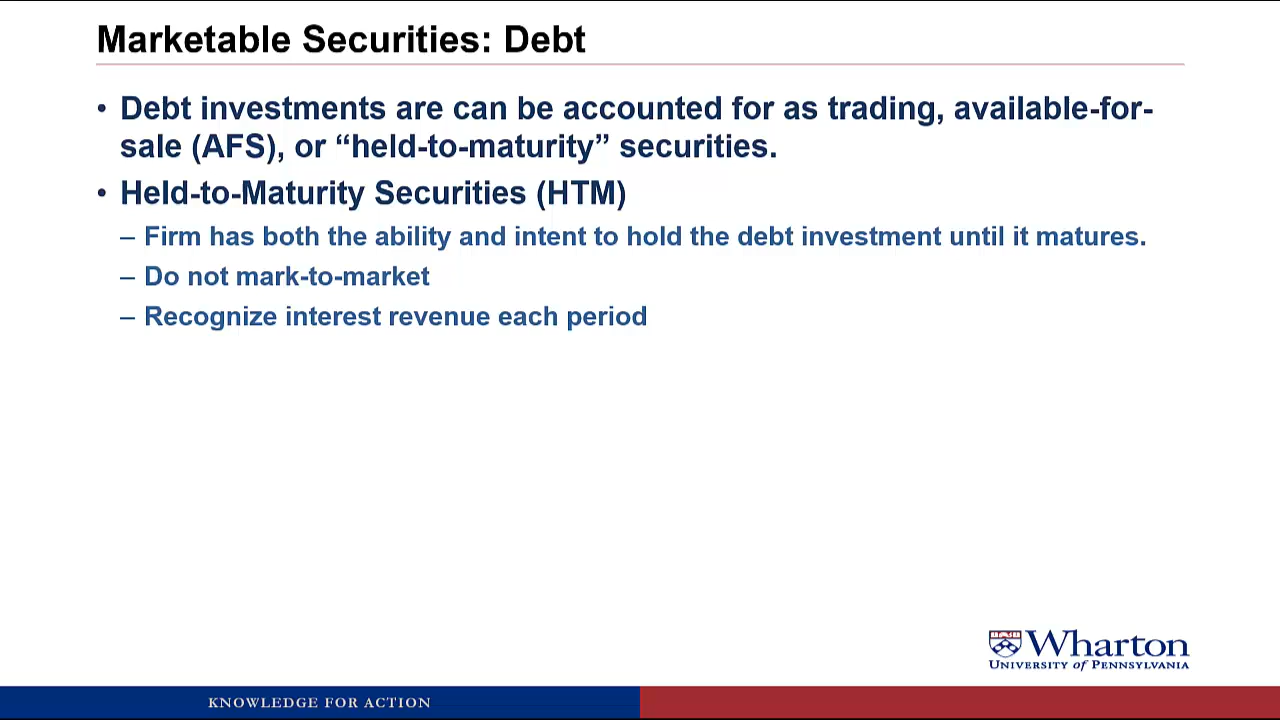 Marketable Securities: Debt
• Debt investments are can be accounted for as trading, available-for-
sale (AFS), or “held-to-maturity” securities.
• Held-to-Maturity Securities (HTM)
– Firm has both the ability and intent to hold the debt investment until it matures.
– Do not mark-to-market
– Recognize interest revenue each period
Wharton
UNIVERSITY of PENNSYLVANIA
KNOWLEDGE FOR ACTION